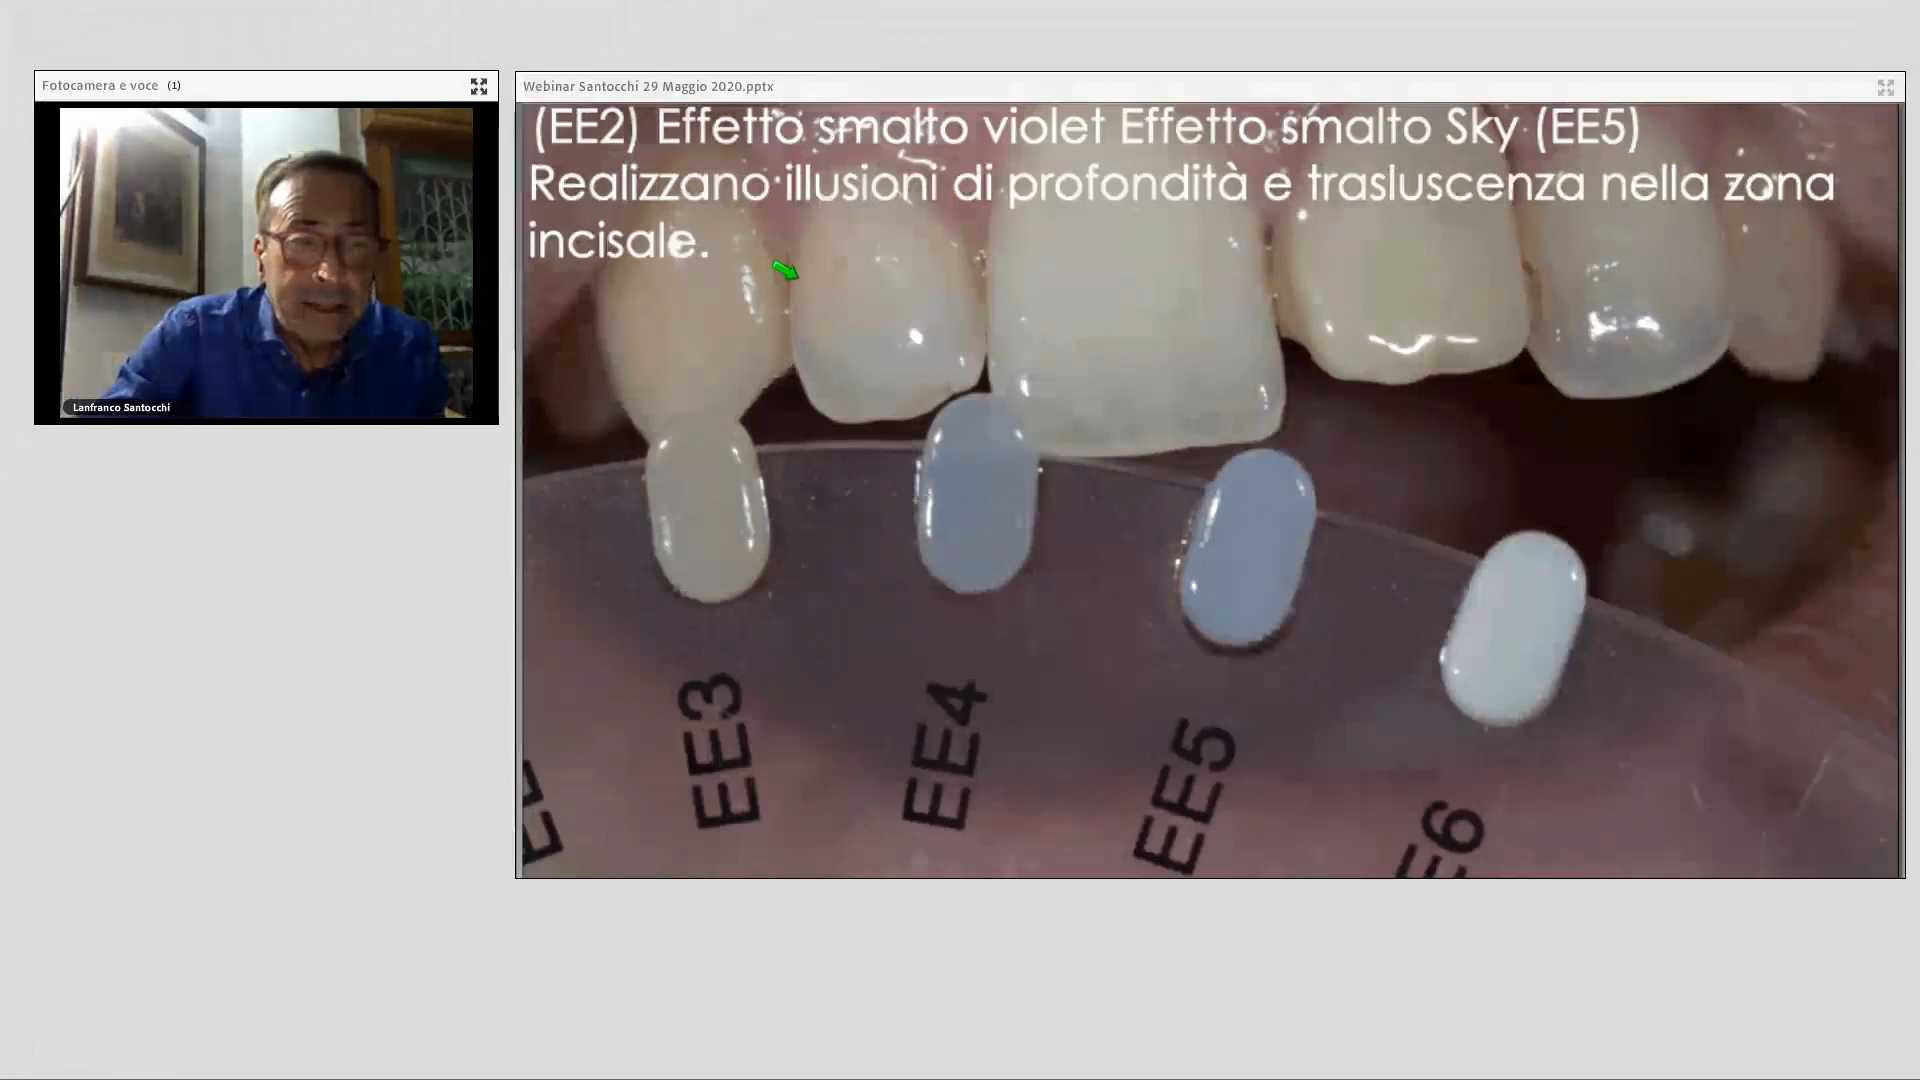 Fotocamera e voce (1)
Lanfranco Santocchi
Webinar Santocchi 29 Maggio 2020.pptx
(EE2) Effetto smalto violet Effetto smalto Sky (EE5)
Realizzano illusioni di profondità e trasluscenza nella zona
incisale.
EE3
EE4
EE5
E6